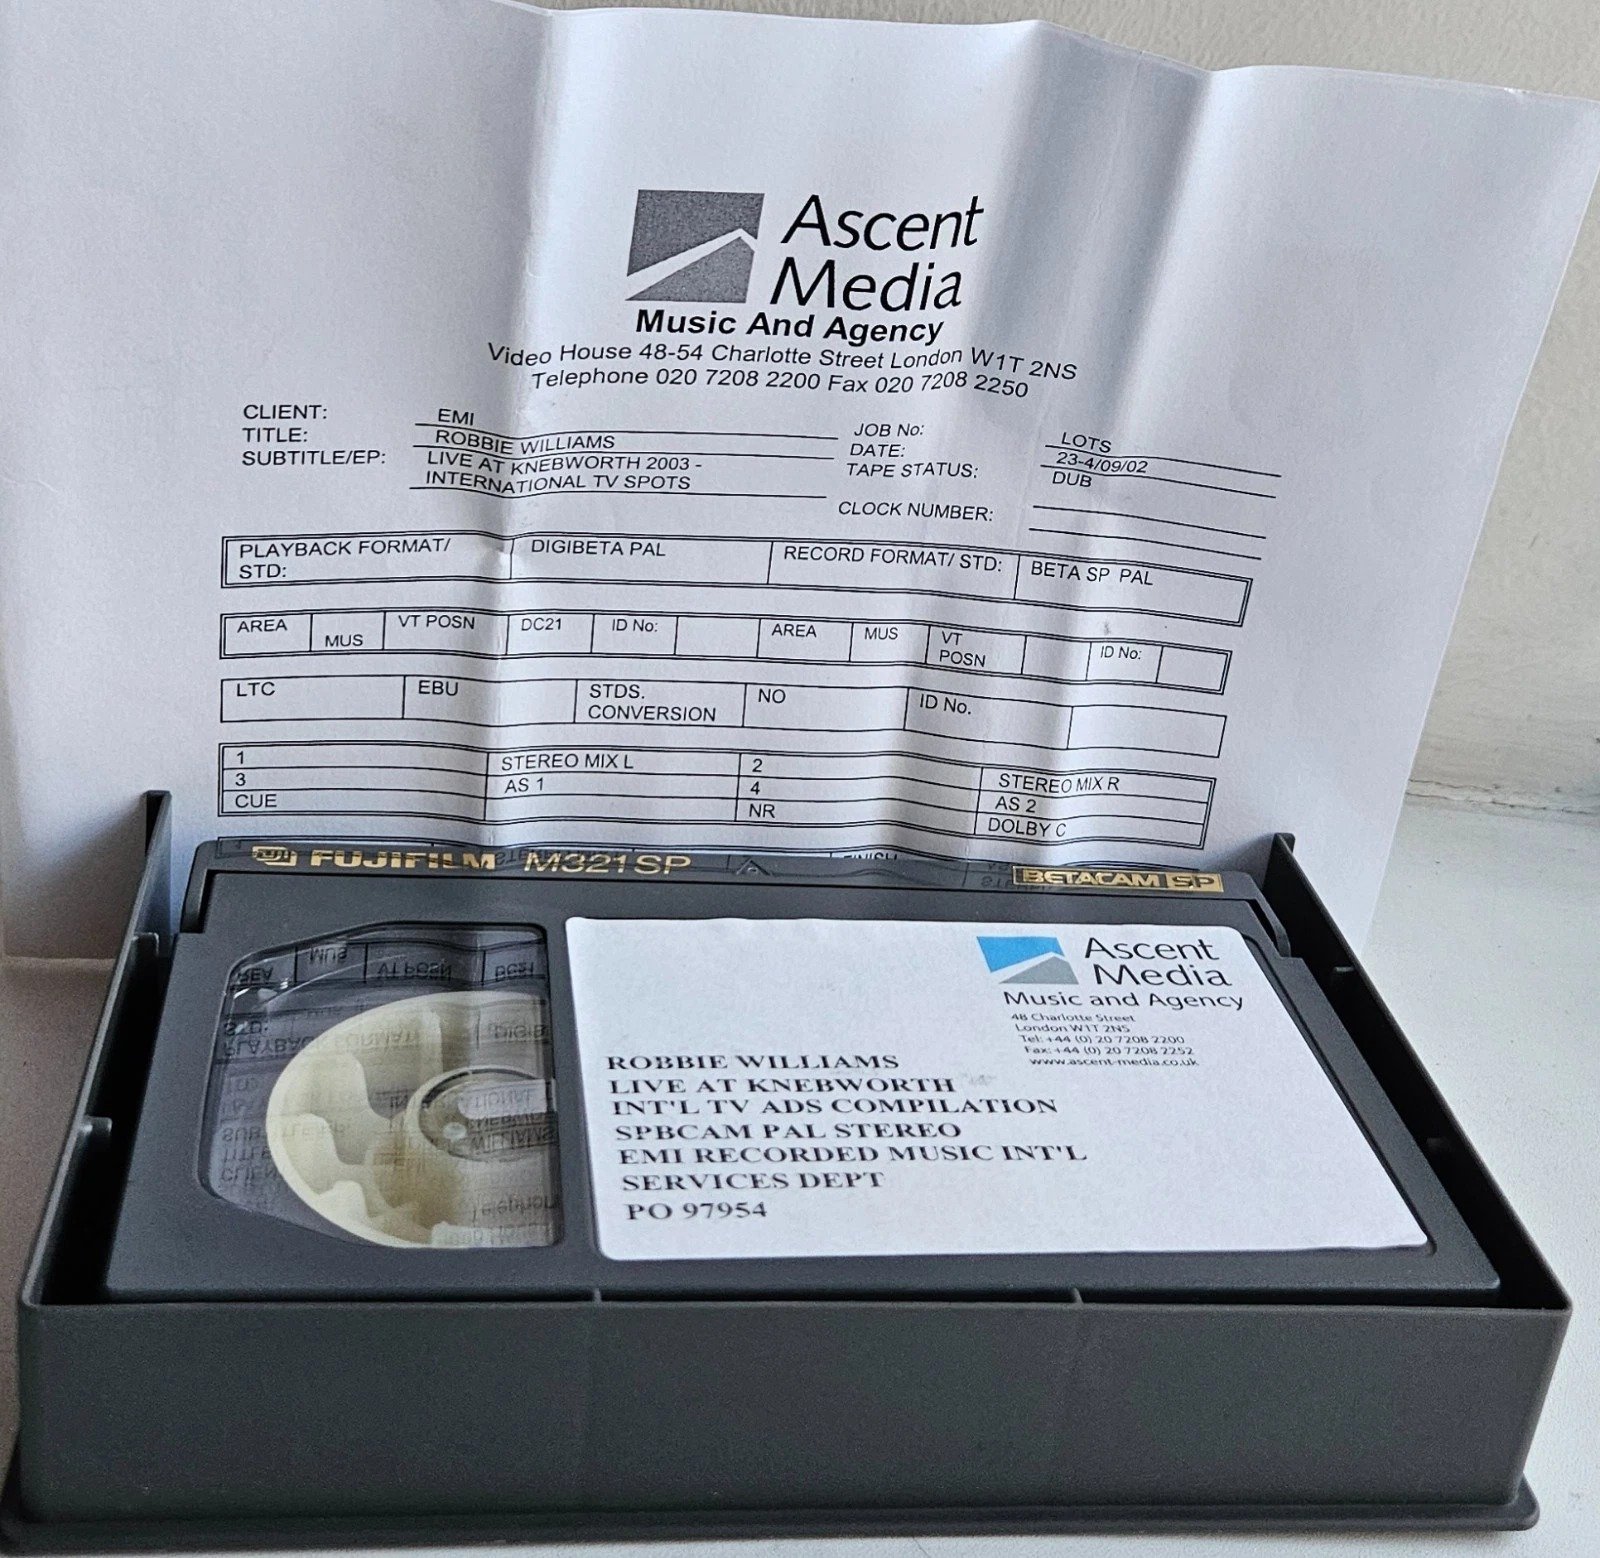 Ascent
Media
Music And Agency
Video House 48-54 Charlotte Street London W1T 2NS
Telephone 020 7208 2200 Fax 020 7208 2250
CLIENT: EMI JOB No: LOTS
TITLE: ROBBIE WILLIAMS DATE: 23-4/09/02
SUBTITLE/EP: LIVE AT KNEBWORTH 2003 - TAPE STATUS: DUB
INTERNATIONAL TV SPOTS
CLOCK NUMBER:
PLAYBACK FORMAT/ DIGIBETA PAL RECORD FORMAT/ STD: BETA SP PAL
STD:
AREA MUS VT POSN DC21 ID No: AREA MUS VT ID No:
POSN
LTC EBU STDS. NO ID No.
CONVERSION
1 STEREO MIX L 2 STEREO MIX R
3 AS 1 4 AS 2
CUE NR DOLBY C
FUJI FUJIFILM M321SP BETACAM SP
Ascent
Media
Music and Agency
48 Charlotte Street
London W1T 2NS
Tel: +44 (0) 20 7208 2200
Fax: +44 (0) 20 7208 2252
www.ascent-media.co.uk
ROBBIE WILLIAMS
LIVE AT KNEBWORTH
INT'L TV ADS COMPILATION
SPBCAM PAL STEREO
EMI RECORDED MUSIC INT'L
SERVICES DEPT
PO 97954